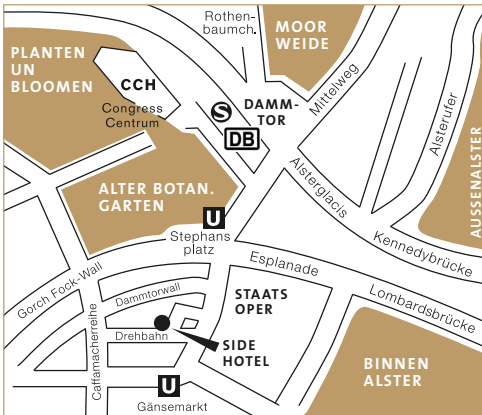 Rothen-
baumch.
MOOR
WEIDE
PLANTEN
UN
BLOOMEN
CCH
Congress
Centrum
S
DAMM-
TOR
DB
Mittelweg
Alsterufer
AUSSENALSTER
ALTER BOTAN.
GARTEN
Alsterglacis
U
Stephans
platz
Kennedybrücke
Esplanade
Gorch Fock-Wall
Lombardsbrücke
Dammtorwall
STAATS
OPER
Caffamacherreihe
Drehbahn
SIDE
HOTEL
BINNEN
ALSTER
U
Gänsemarkt